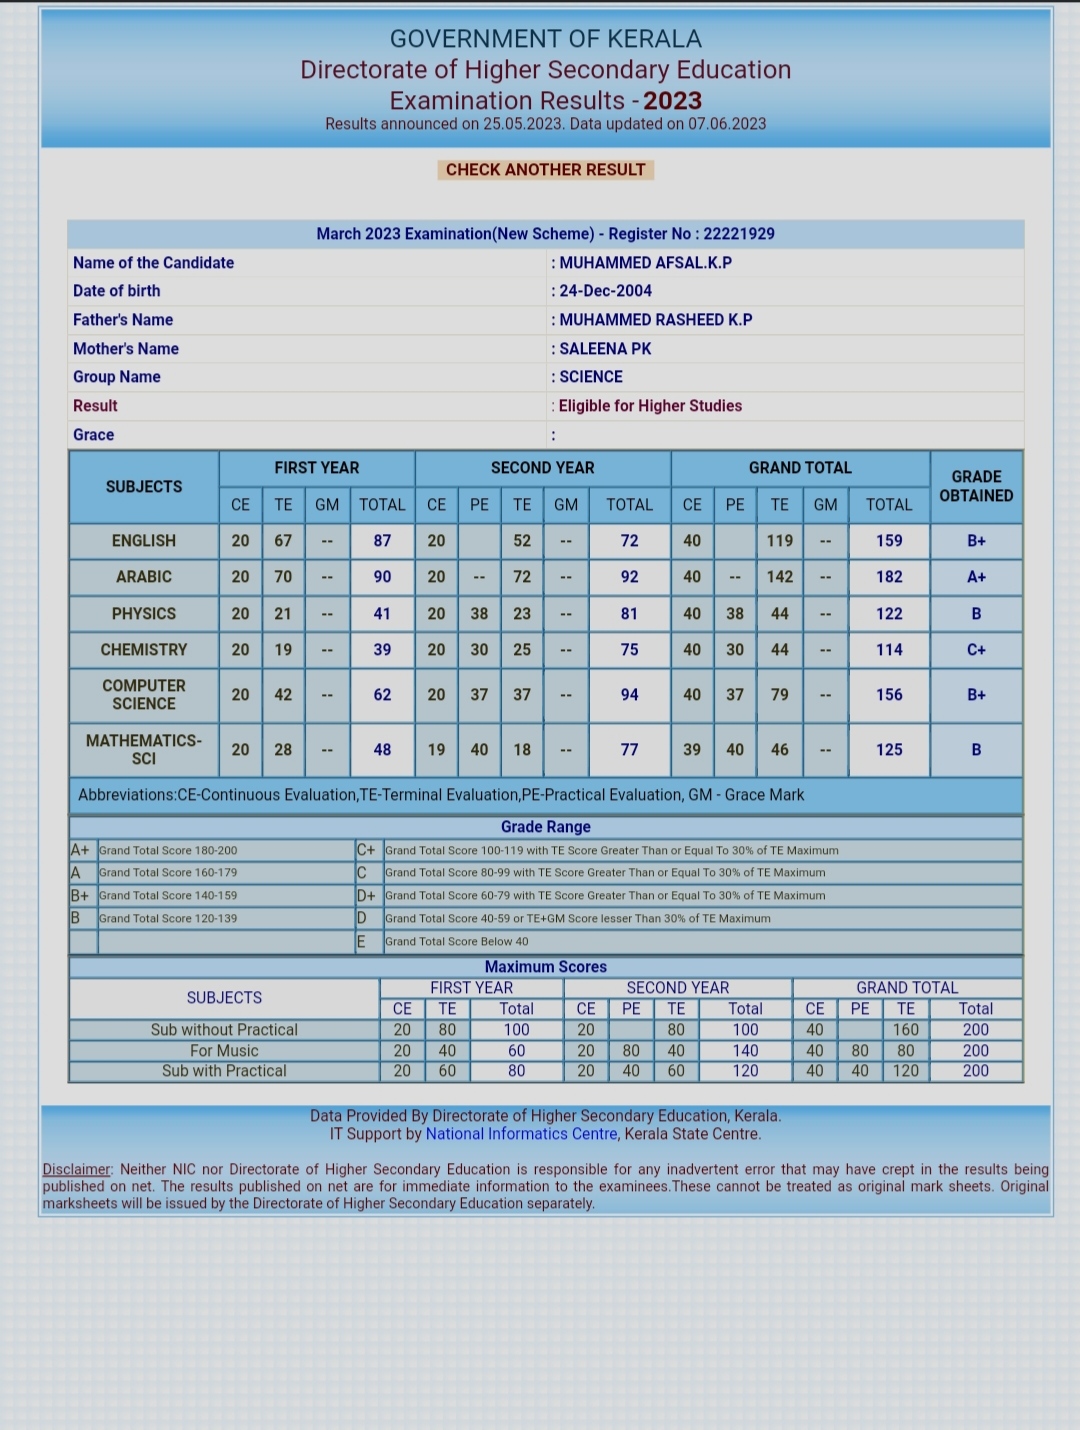 GOVERNMENT OF KERALA
Directorate of Higher Secondary Education
Examination Results - 2023
Results announced on 25.05.2023. Data updated on 07.06.2023
CHECK ANOTHER RESULT
March 2023 Examination(New Scheme) - Register No : 22221929
Name of the Candidate : MUHAMMED AFSAL.K.P
Date of birth : 24-Dec-2004
Father's Name : MUHAMMED RASHEED K.P
Mother's Name : SALEENA PK
Group Name : SCIENCE
Result : Eligible for Higher Studies
Grace :
SUBJECTS FIRST YEAR SECOND YEAR GRAND TOTAL GRADE OBTAINED
CE TE GM TOTAL CE PE TE GM TOTAL CE PE TE GM TOTAL
ENGLISH 20 67 -- 87 20 52 -- 72 40 119 -- 159 B+
ARABIC 20 70 -- 90 20 -- 72 -- 92 40 -- 142 -- 182 A+
PHYSICS 20 21 -- 41 20 38 23 -- 81 40 38 44 -- 122 B
CHEMISTRY 20 19 -- 39 20 30 25 -- 75 40 30 44 -- 114 C+
COMPUTER SCIENCE 20 42 -- 62 20 37 37 -- 94 40 37 79 -- 156 B+
MATHEMATICS-SCI 20 28 -- 48 19 40 18 -- 77 39 40 46 -- 125 B
Abbreviations:CE-Continuous Evaluation,TE-Terminal Evaluation,PE-Practical Evaluation, GM - Grace Mark
Grade Range
A+ Grand Total Score 180-200 C+ Grand Total Score 100-119 with TE Score Greater Than or Equal To 30% of TE Maximum
A Grand Total Score 160-179 C Grand Total Score 80-99 with TE Score Greater Than or Equal To 30% of TE Maximum
B+ Grand Total Score 140-159 D+ Grand Total Score 60-79 with TE Score Greater Than or Equal To 30% of TE Maximum
B Grand Total Score 120-139 D Grand Total Score 40-59 or TE+GM Score lesser Than 30% of TE Maximum
E Grand Total Score Below 40
Maximum Scores
SUBJECTS FIRST YEAR SECOND YEAR GRAND TOTAL
CE TE Total CE PE TE Total CE PE TE Total
Sub without Practical 20 80 100 20 80 100 40 160 200
For Music 20 40 60 20 80 40 140 40 80 80 200
Sub with Practical 20 60 80 20 40 60 120 40 40 120 200
Data Provided By Directorate of Higher Secondary Education, Kerala.
IT Support by National Informatics Centre, Kerala State Centre.
Disclaimer: Neither NIC nor Directorate of Higher Secondary Education is responsible for any inadvertent error that may have crept in the results being
published on net. The results published on net are for immediate information to the examinees.These cannot be treated as original mark sheets. Original
marksheets will be issued by the Directorate of Higher Secondary Education separately.